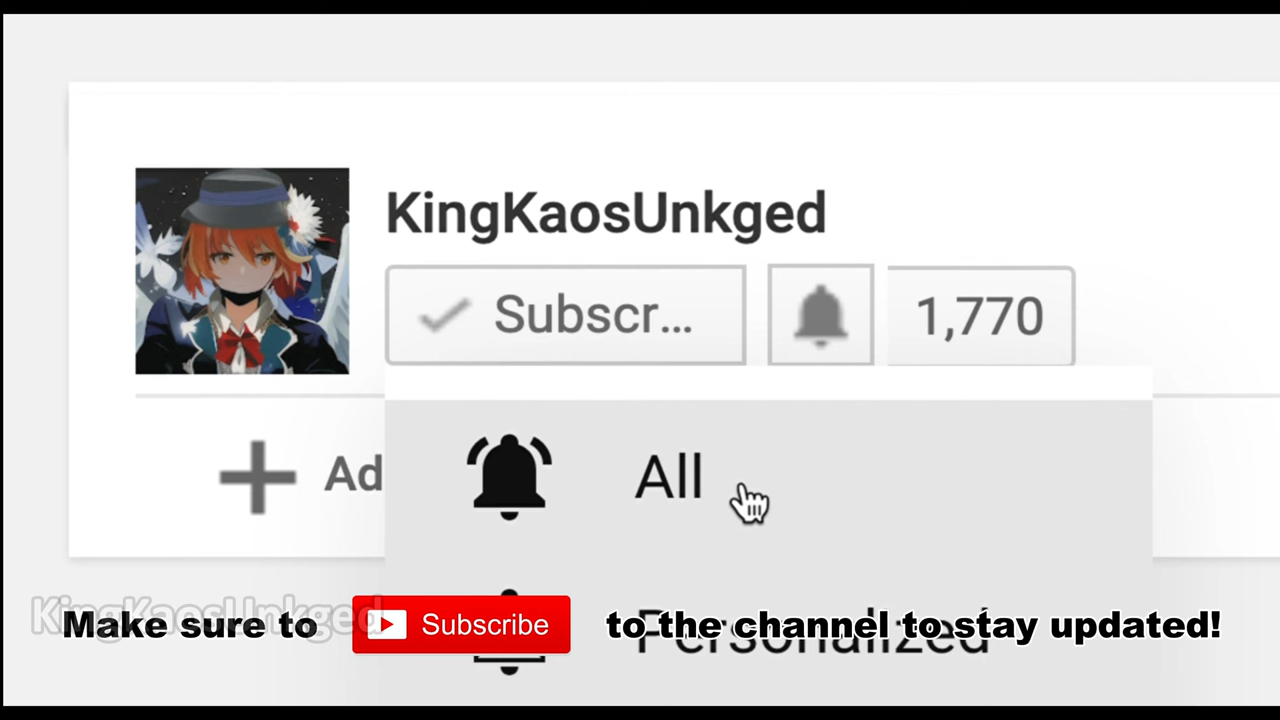 KingKaosUnkged
Subscr...
1,770
Ad
All
Personalized
KingKaosUnkged
Make sure to Subscribe to the channel to stay updated!